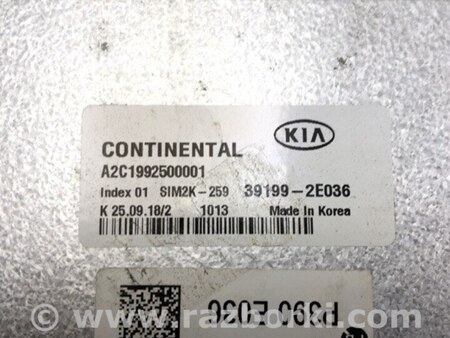 CONTINENTAL
KIA
A2C1992500001
Index 01 SIM2K-259 39199-2E036
K 25.09.18/2 1013 Made In Korea
© www.razborki.com